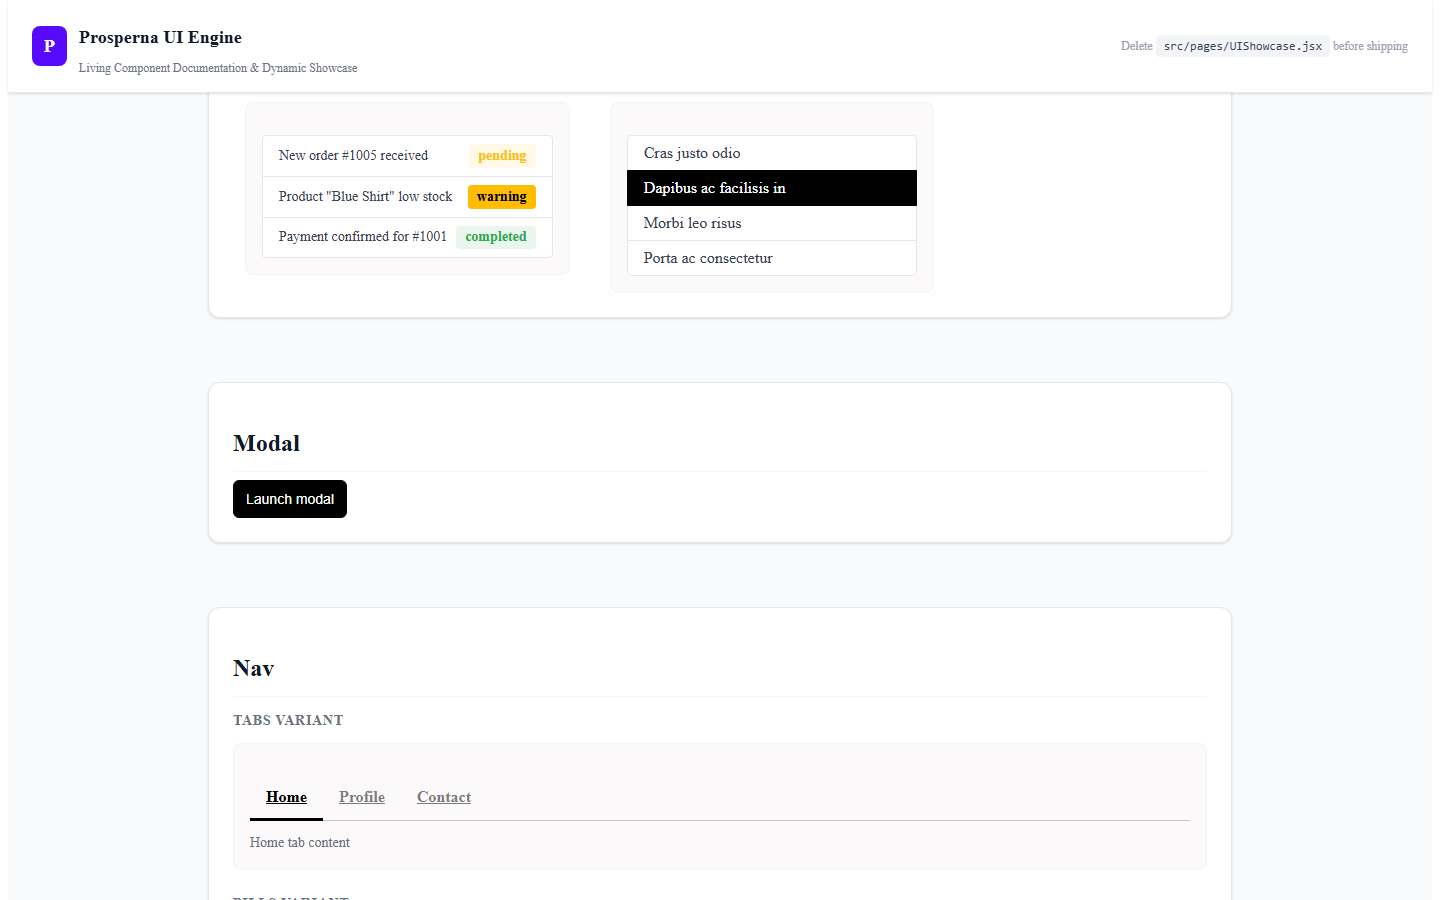 P
Prosperna UI Engine
Living Component Documentation & Dynamic Showcase
Delete src/pages/UIShowcase.jsx before shipping
New order #1005 received pending
Product "Blue Shirt" low stock warning
Payment confirmed for #1001 completed
Cras justo odio
Dapibus ac facilisis in
Morbi leo risus
Porta ac consectetur
Modal
Launch modal
Nav
TABS VARIANT
Home Profile Contact
Home tab content
PILLS VARIANT